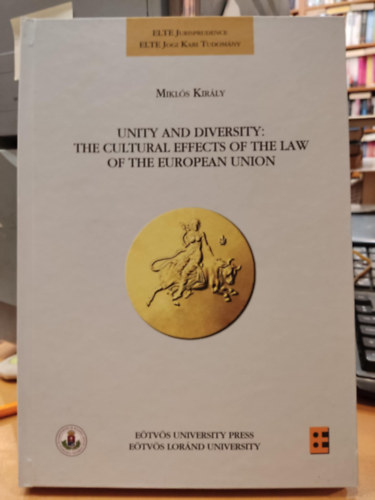 ELTE JURISPRUDENCE
ELTE JOGI KARI TUDOMÁNY
MIKLÓS KIRÁLY
UNITY AND DIVERSITY:
THE CULTURAL EFFECTS OF THE LAW
OF THE EUROPEAN UNION
EÖTVÖS UNIVERSITY PRESS
EÖTVÖS LORÁND UNIVERSITY